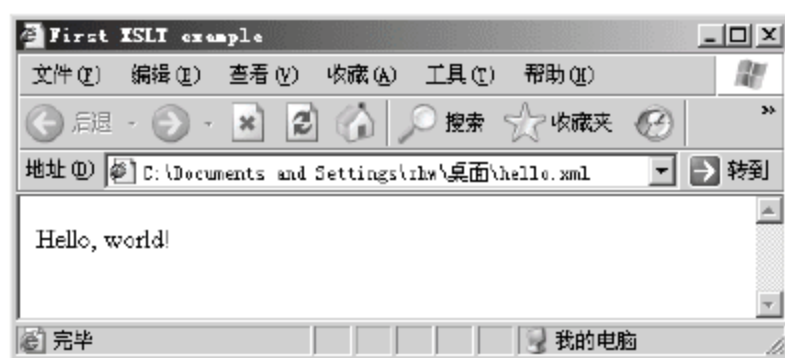 First XSLT example
文件(F) 编辑(E) 查看(V) 收藏(A) 工具(T) 帮助(H)
后退 搜索 收藏夹 »
地址(D) C:\Documents and Settings\zhw\桌面\hello.xml 转到
Hello, world!
完毕 我的电脑